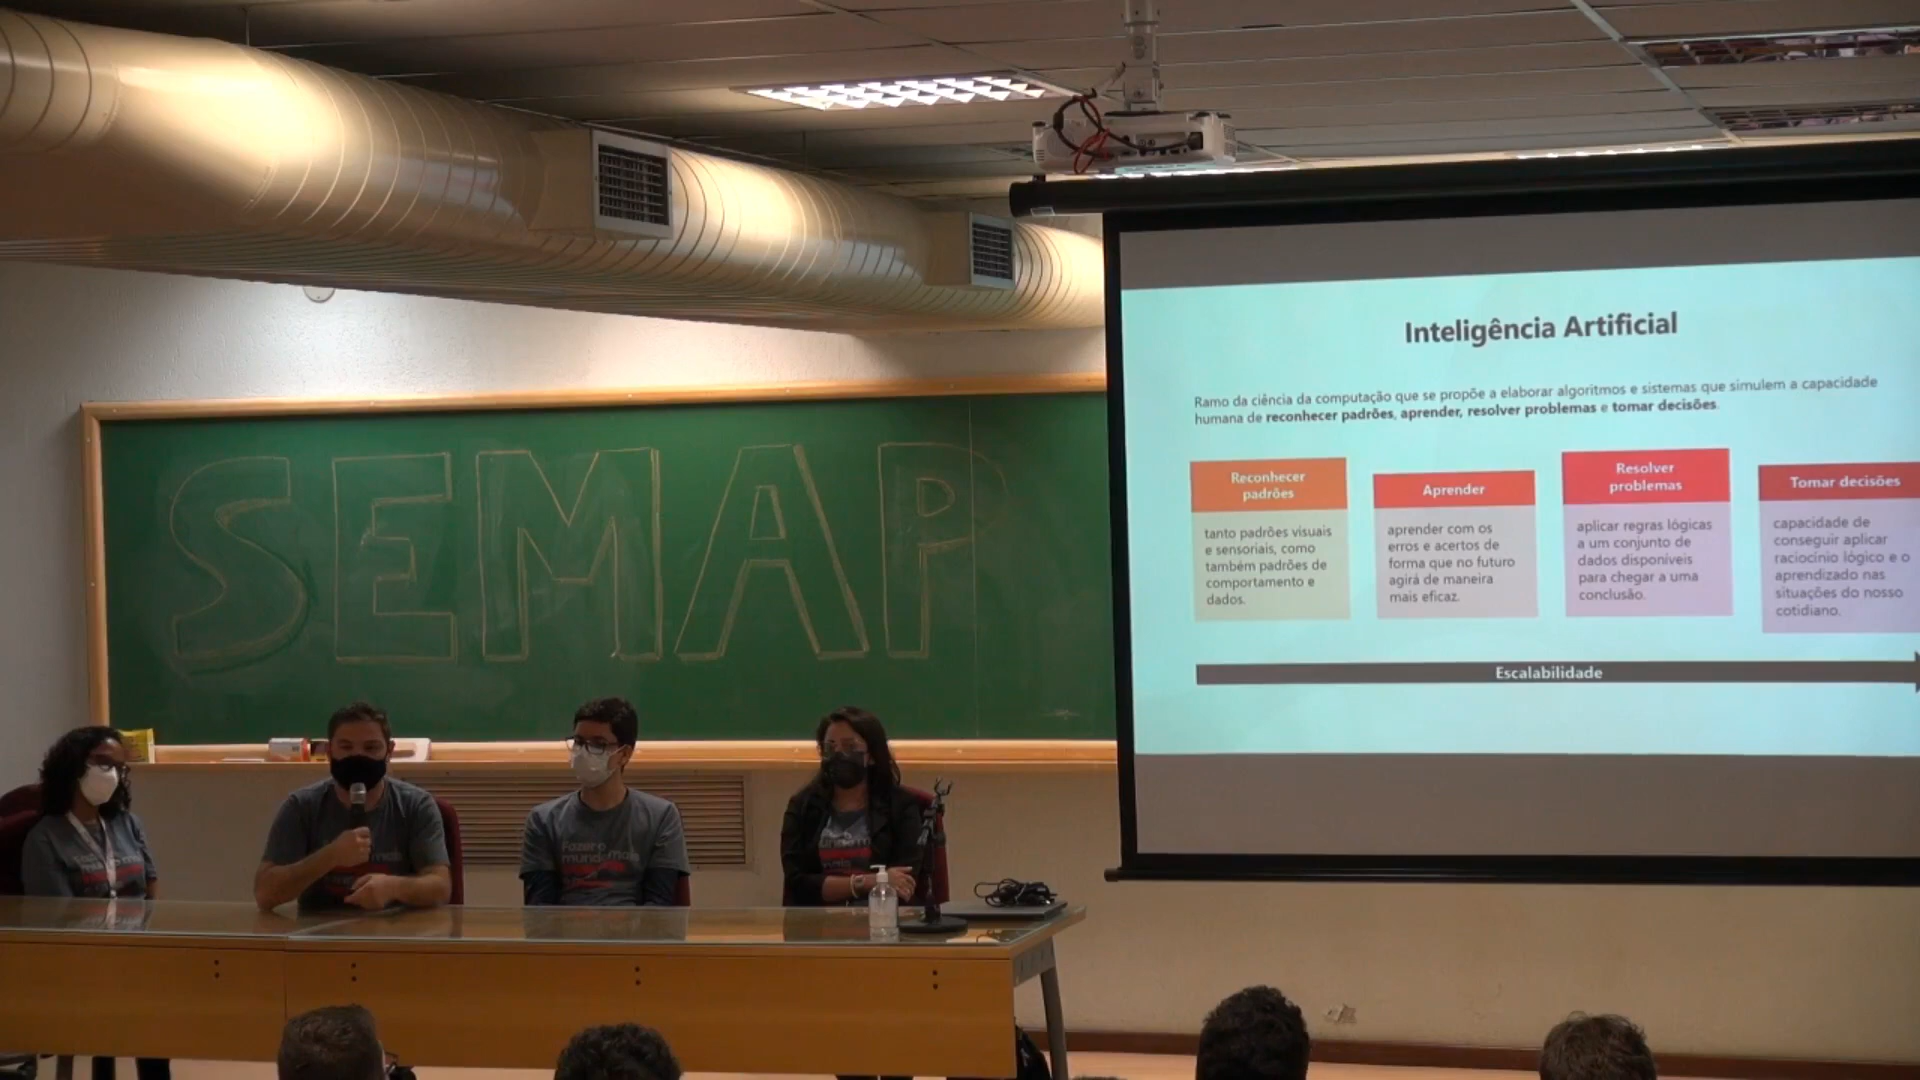 SEMAP
Inteligência Artificial
Ramo da ciência da computação que se propõe a elaborar algoritmos e sistemas que simulem a capacidade
humana de reconhecer padrões, aprender, resolver problemas e tomar decisões.
Reconhecer
padrões
tanto padrões visuais
e sensoriais, como
também padrões de
comportamento e
dados.
Aprender
aprender com os
erros e acertos de
forma que no futuro
agirá de maneira
mais eficaz.
Resolver
problemas
aplicar regras lógicas
a um conjunto de
dados disponíveis
para chegar a uma
conclusão.
Tomar decisões
capacidade de
conseguir aplicar
raciocínio lógico e o
aprendizado nas
situações do nosso
cotidiano.
Escalabilidade
Fazer o
mundo mais